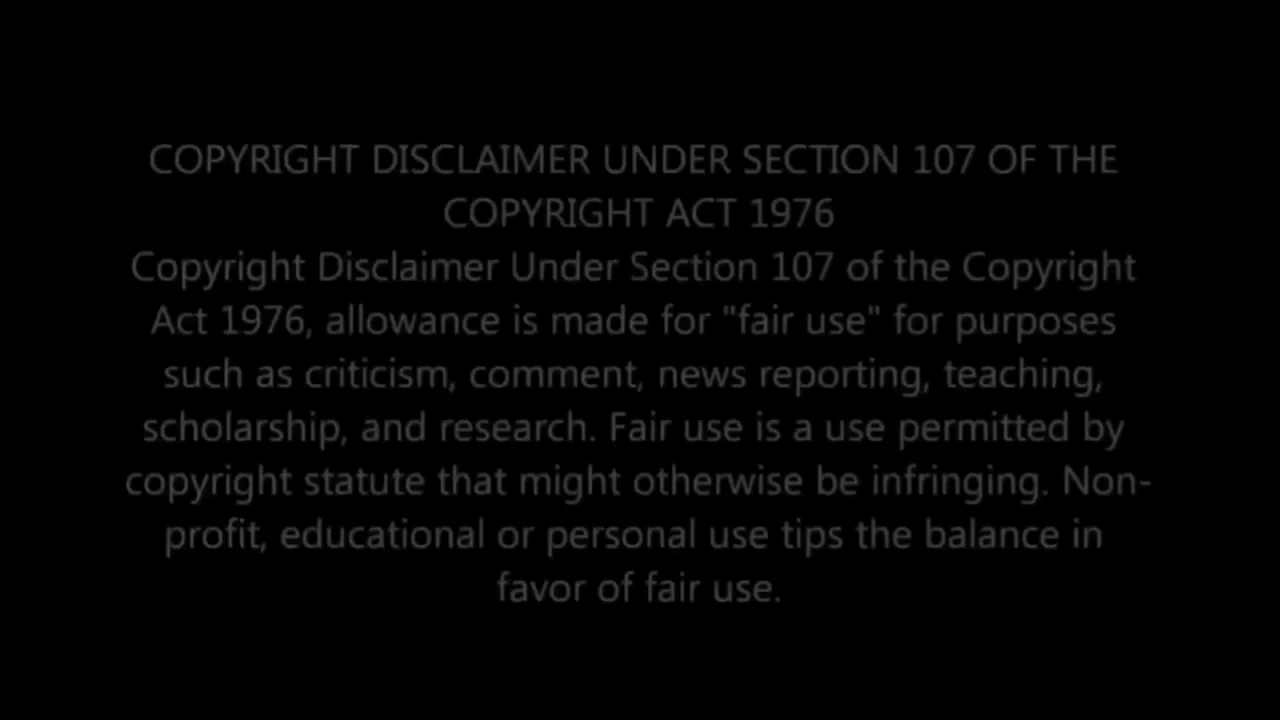 COPYRIGHT DISCLAIMER UNDER SECTION 107 OF THE
COPYRIGHT ACT 1976
Copyright Disclaimer Under Section 107 of the Copyright
Act 1976, allowance is made for "fair use" for purposes
such as criticism, comment, news reporting, teaching,
scholarship, and research. Fair use is a use permitted by
copyright statute that might otherwise be infringing. Non-
profit, educational or personal use tips the balance in
favor of fair use.